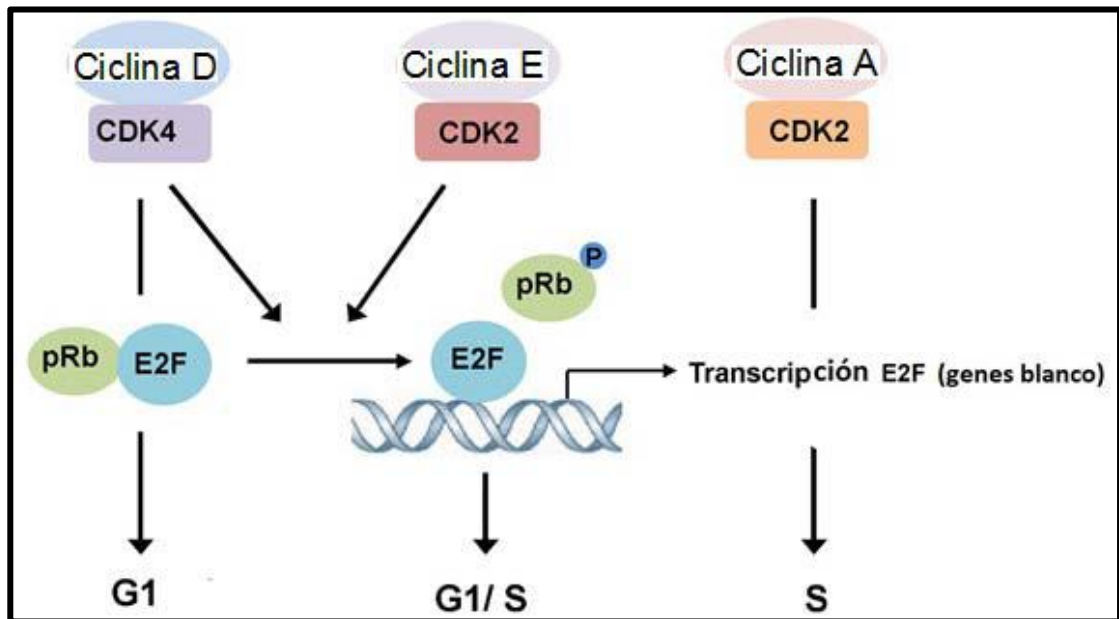 Ciclina D
Ciclina E
Ciclina A
CDK4
CDK2
CDK2
P
pRb
pRb
E2F
E2F
Transcripción E2F (genes blanco)
G1
G1/ S
S